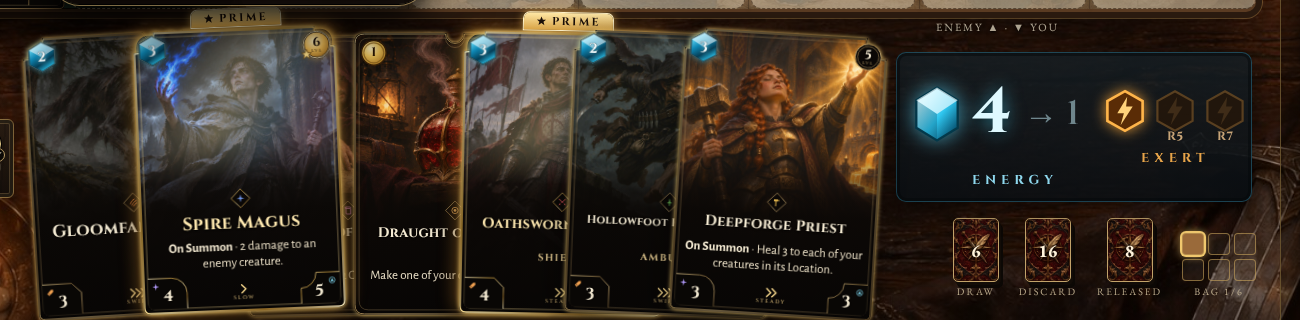 ★ PRIME
★ PRIME
ENEMY ▲ · ▼ YOU
2
3
6
1
3
2
3
5
4 → 1
R5
R7
EXERT
ENERGY
GLOOMFA
SPIRE MAGUS
On Summon · 2 damage to an
enemy creature.
4
SLOW
5
3
DRAUGHT O
Make one of your
OATHSWOR
SHIE
4
HOLLOWFOOT
AMBU
3
DEEPFORGE PRIEST
On Summon · Heal 3 to each of your
creatures in its Location.
3
STEADY
3
6
16
8
DRAW
DISCARD
RELEASED
BAG 1/6